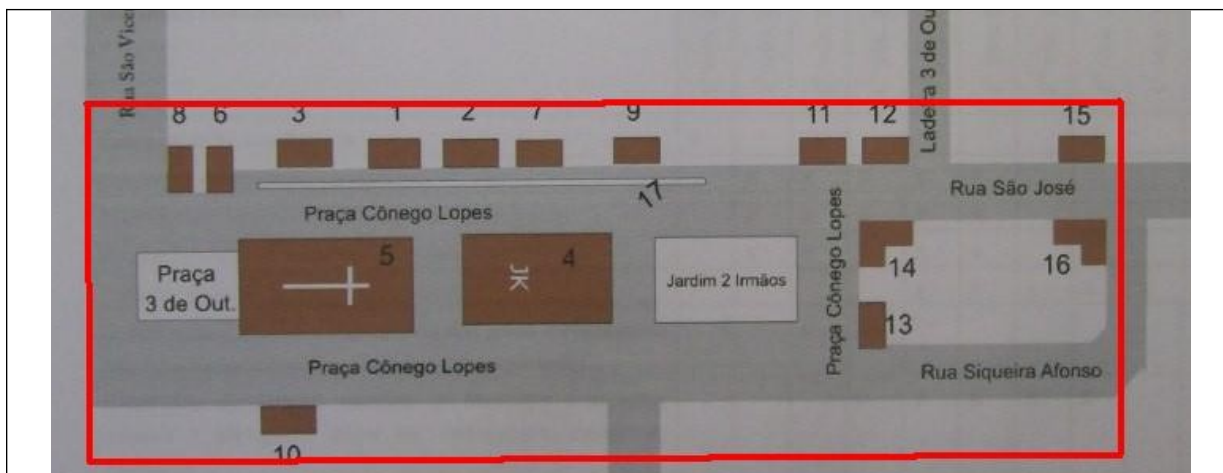 Rua São Vice
Ladeira 3 de Ou
8 6 3 1 2 7 9 11 12 15
17
Praça Cônego Lopes
Rua São José
Praça
3 de Out.
5
JK
4
Jardim 2 Irmãos
Praça Cônego Lopes
14
16
13
Praça Cônego Lopes
Rua Siqueira Afonso
10